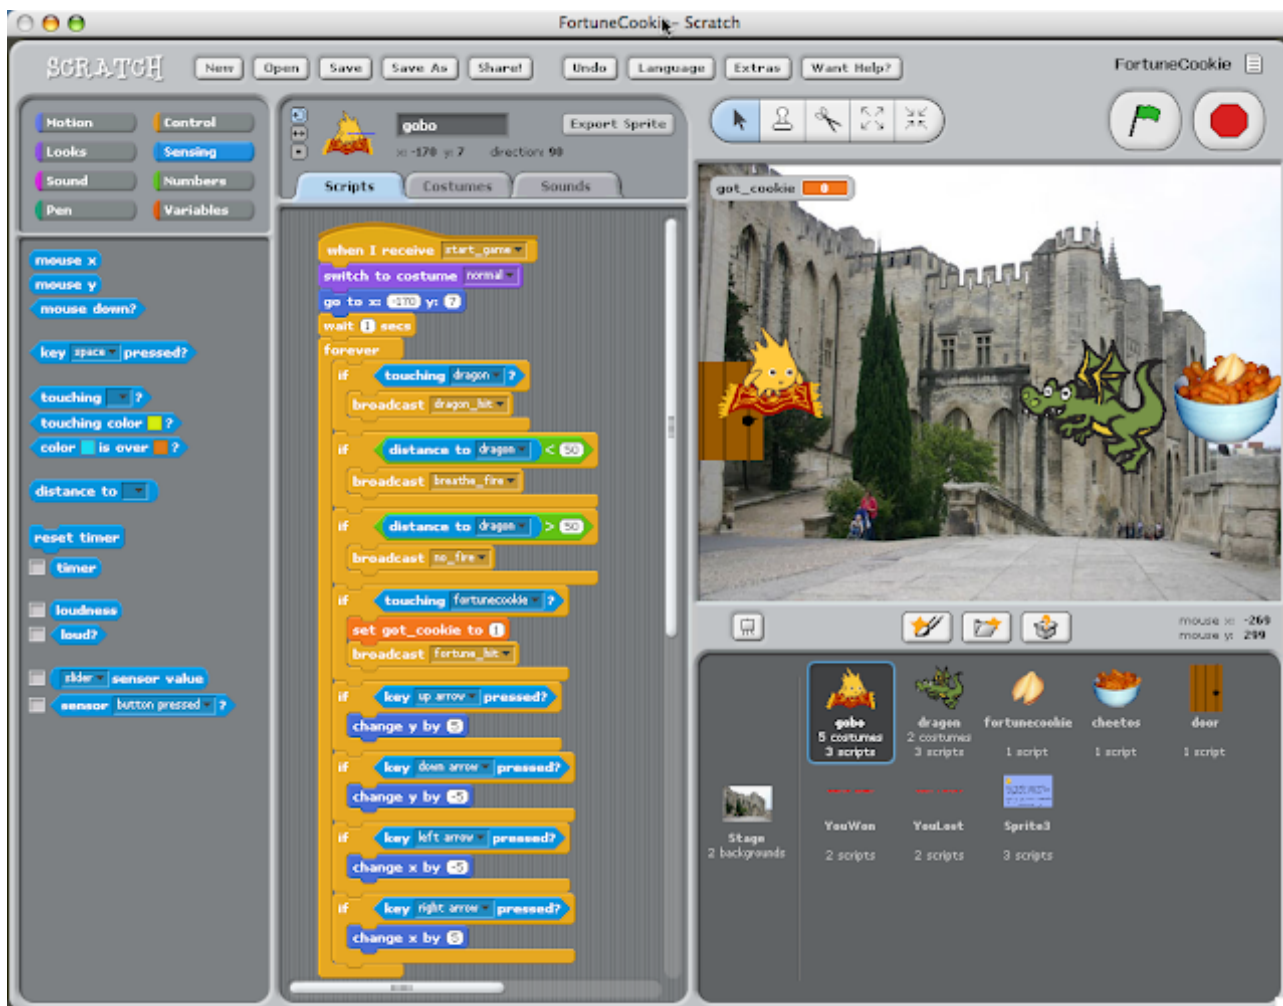 FortuneCookie - Scratch
SCRATCH New Open Save Save As Share! Undo Language Extras Want Help? FortuneCookie
Motion Control
Looks Sensing
Sound Numbers
Pen Variables
mouse x
mouse y
mouse down?
key space pressed?
touching ?
touching color ?
color is over ?
distance to
reset timer
timer
loudness
loud?
slider sensor value
sensor button pressed ?
gobo Export Sprite
x: -170 y: 7 direction: 90
Scripts Costumes Sounds
when I receive start_game
switch to costume normal
go to x: -170 y: 7
wait 1 secs
forever
if touching dragon ?
broadcast dragon_hit
if distance to dragon < 50
broadcast breathe_fire
if distance to dragon > 50
broadcast no_fire
if touching fortunecookie ?
set got_cookie to 1
broadcast fortune_hit
if key up arrow pressed?
change y by 5
if key down arrow pressed?
change y by -5
if key left arrow pressed?
change x by -5
if key right arrow pressed?
change x by 5
got_cookie 0
mouse x: -269
mouse y: 299
gobo dragon fortunecookie cheetos door
5 costumes 2 costumes
3 scripts 3 scripts 1 script 1 script 1 script
Stage
2 backgrounds
YouWon YouLost Sprite3
2 scripts 2 scripts 3 scripts